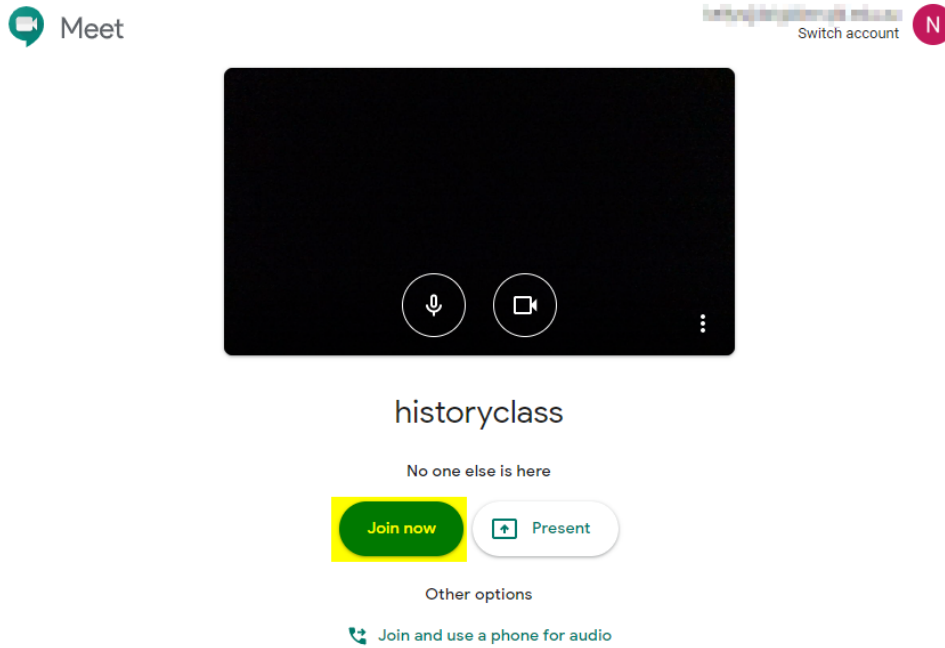 Meet
Switch account
N
historyclass
No one else is here
Join now
Present
Other options
Join and use a phone for audio